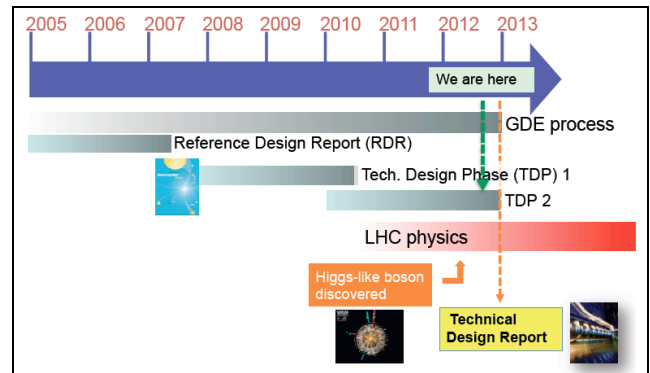 2005 2006 2007 2008 2009 2010 2011 2012 2013
We are here
GDE process
Reference Design Report (RDR)
Tech. Design Phase (TDP) 1
TDP 2
LHC physics
Higgs-like boson
discovered
Technical
Design Report